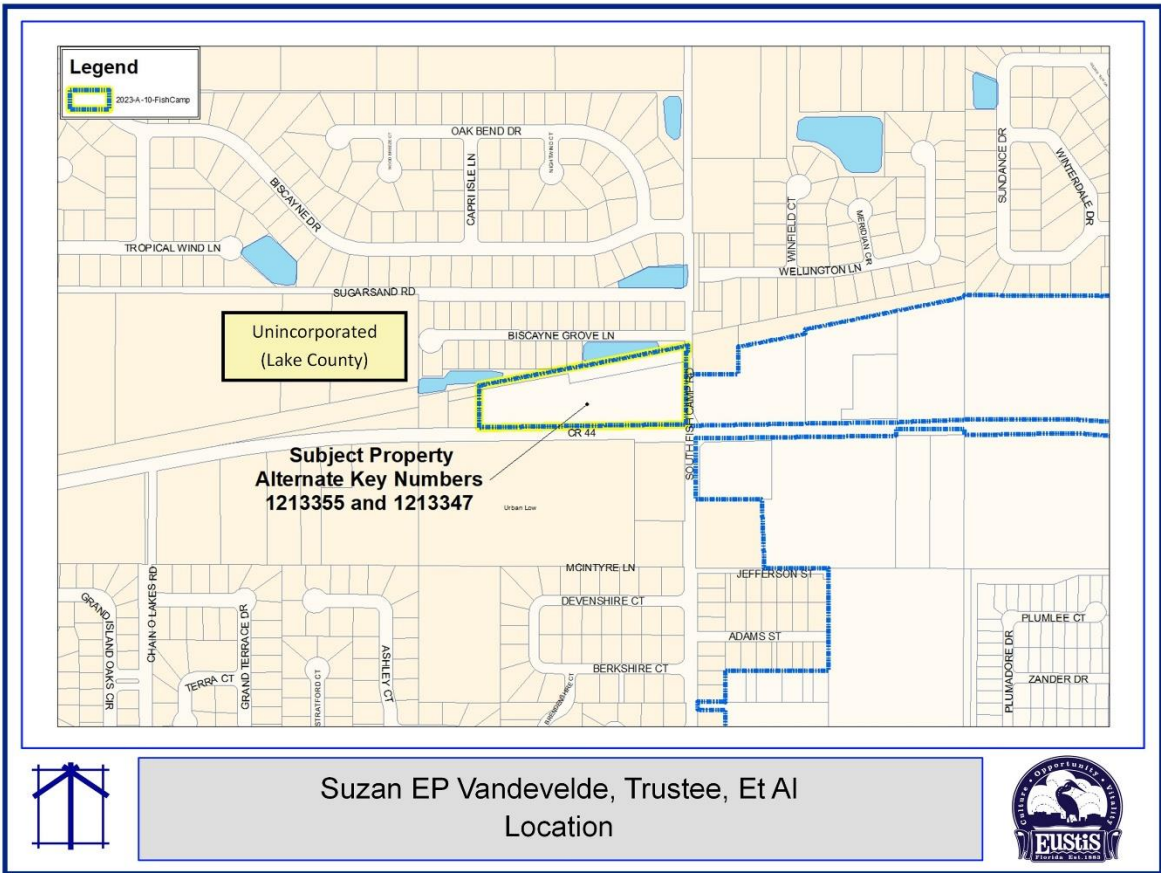 Legend
2023-A-10-FishCamp
OAK BEND DR
NIGHTWIND CT
CAPRI ISLE LN
BISCAYNE DR
TROPICAL WIND LN
SUGARSAND RD
WINFIELD CT
MERIDIAN CIR
WELLINGTON LN
SUNDANCE DR
WINTERDALE DR
Unincorporated
(Lake County)
BISCAYNE GROVE LN
SOUTH FISH CAMP RD
CR 44
Subject Property
Alternate Key Numbers
1213355 and 1213347
Urban Low
MCINTYRE LN
JEFFERSON ST
DEVENSHIRE CT
ADAMS ST
BERKSHIRE CT
GRAND ISLAND OAKS CIR
CHAIN O LAKES RD
GRAND TERRACE DR
TERRA CT
STRATFORD CT
ASHLEY CT
PLUMLEE CT
PLUMADORE DR
ZANDER DR
Suzan EP Vandevelde, Trustee, Et Al
Location
Culture • Opportunity • Vitality
EUSTIS
Florida Est. 1883